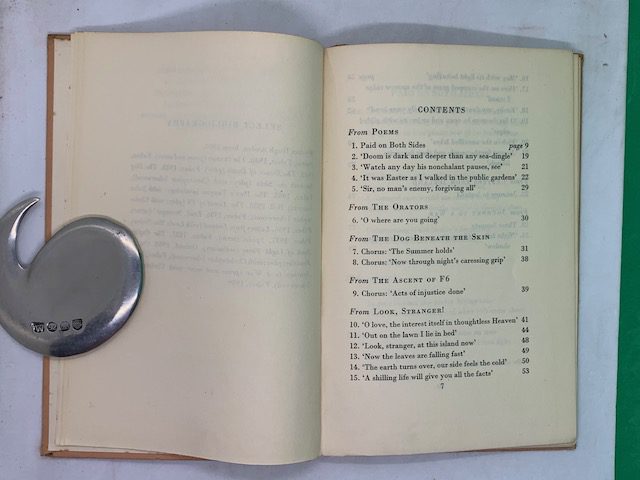 CONTENTS
From POEMS
1. Paid on Both Sides page 9
2. 'Doom is dark and deeper than any sea-dingle' 19
3. 'Watch any day his nonchalant pauses, see' 21
4. 'It was Easter as I walked in the public gardens' 22
5. 'Sir, no man's enemy, forgiving all' 29
From THE ORATORS
6. 'O where are you going' 30
From THE DOG BENEATH THE SKIN
7. Chorus: 'The Summer holds' 31
8. Chorus: 'Now through night's caressing grip' 38
From THE ASCENT OF F6
9. Chorus: 'Acts of injustice done' 39
From LOOK, STRANGER!
10. 'O love, the interest itself in thoughtless Heaven' 41
11. 'Out on the lawn I lie in bed' 44
12. 'Look, stranger, at this island now' 48
13. 'Now the leaves are falling fast' 49
14. 'The earth turns over, our side feels the cold' 50
15. 'A shilling life will give you all the facts' 53
7